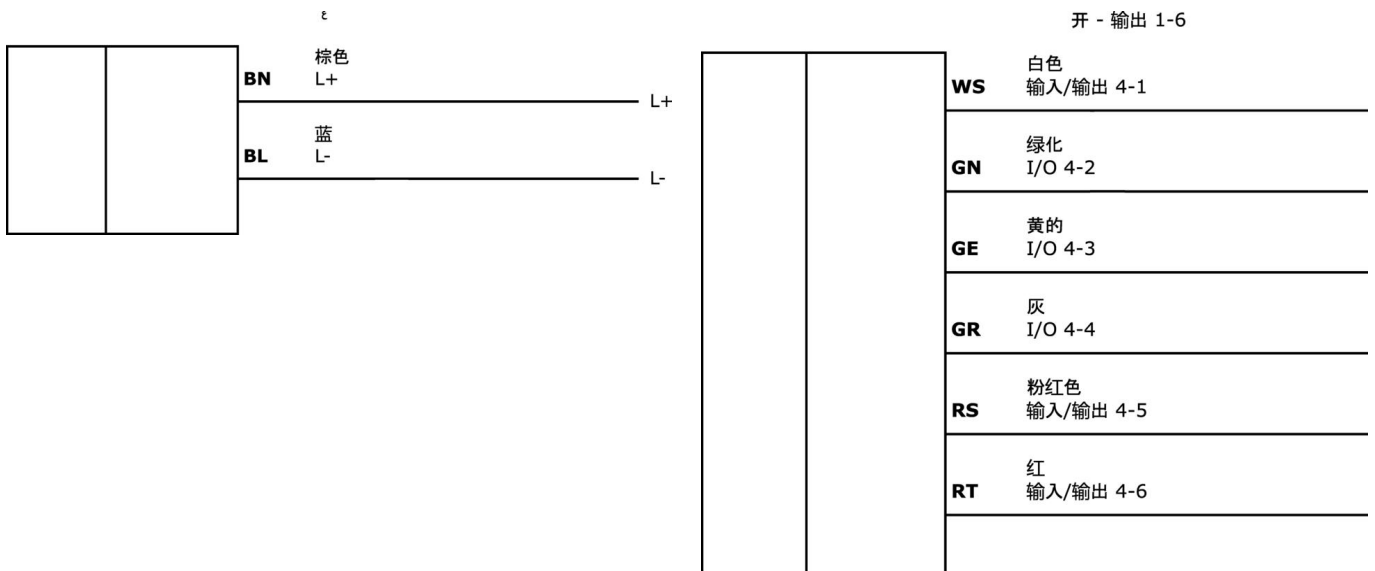 ع
棕色
BN L+
L+
蓝
BL L-
L-
开 - 输出 1-6
白色
WS 输入/输出 4-1
绿化
GN I/O 4-2
黄的
GE I/O 4-3
灰
GR I/O 4-4
粉红色
RS 输入/输出 4-5
红
RT 输入/输出 4-6